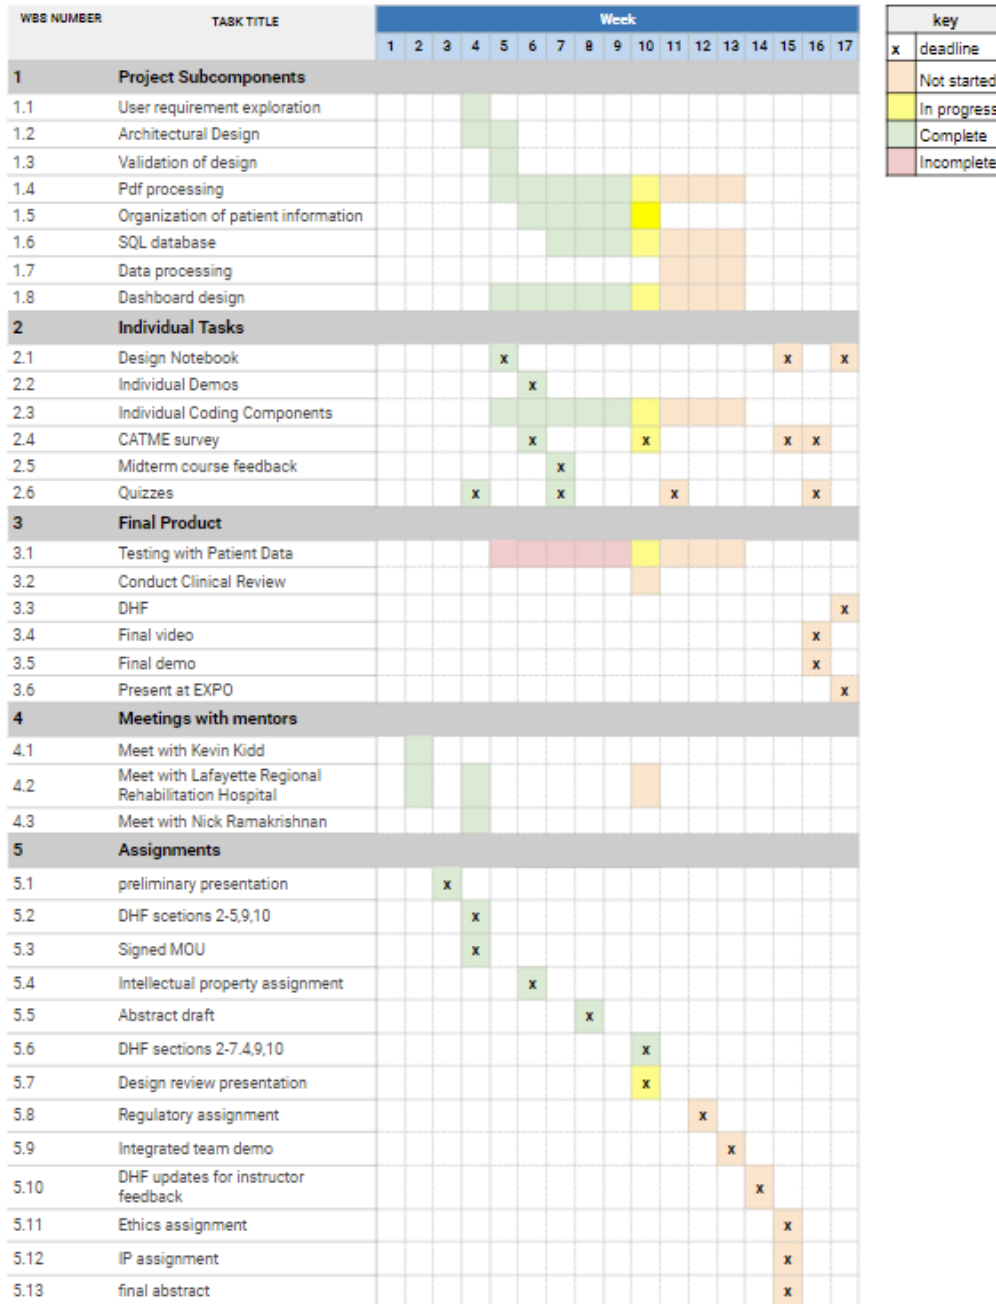 WBS NUMBER TASK TITLE Week
1 2 3 4 5 6 7 8 9 10 11 12 13 14 15 16 17
1 Project Subcomponents
1.1 User requirement exploration
1.2 Architectural Design
1.3 Validation of design
1.4 Pdf processing
1.5 Organization of patient information
1.6 SQL database
1.7 Data processing
1.8 Dashboard design
2 Individual Tasks
2.1 Design Notebook x x x
2.2 Individual Demos x
2.3 Individual Coding Components
2.4 CATME survey x x x x
2.5 Midterm course feedback x
2.6 Quizzes x x x x
3 Final Product
3.1 Testing with Patient Data
3.2 Conduct Clinical Review
3.3 DHF x
3.4 Final video x
3.5 Final demo x
3.6 Present at EXPO x
4 Meetings with mentors
4.1 Meet with Kevin Kidd
4.2 Meet with Lafayette Regional
Rehabilitation Hospital
4.3 Meet with Nick Ramakrishnan
5 Assignments
5.1 preliminary presentation x
5.2 DHF scetions 2-5,9,10 x
5.3 Signed MOU x
5.4 Intellectual property assignment x
5.5 Abstract draft x
5.6 DHF sections 2-7.4,9,10 x
5.7 Design review presentation x
5.8 Regulatory assignment x
5.9 Integrated team demo x
5.10 DHF updates for instructor
feedback x
5.11 Ethics assignment x
5.12 IP assignment x
5.13 final abstract x
key
x deadline
Not started
In progress
Complete
Incomplete